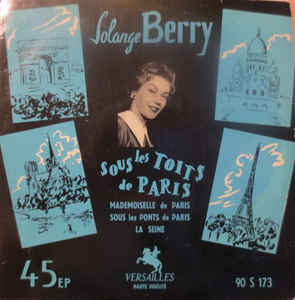 Solange Berry
SOUS les TOITS
de PARIS
MADEMOISELLE de PARIS
SOUS les PONTS de PARIS
LA SEINE
45 EP
VERSAILLES
HAUTE FIDÉLITÉ
90 S 173